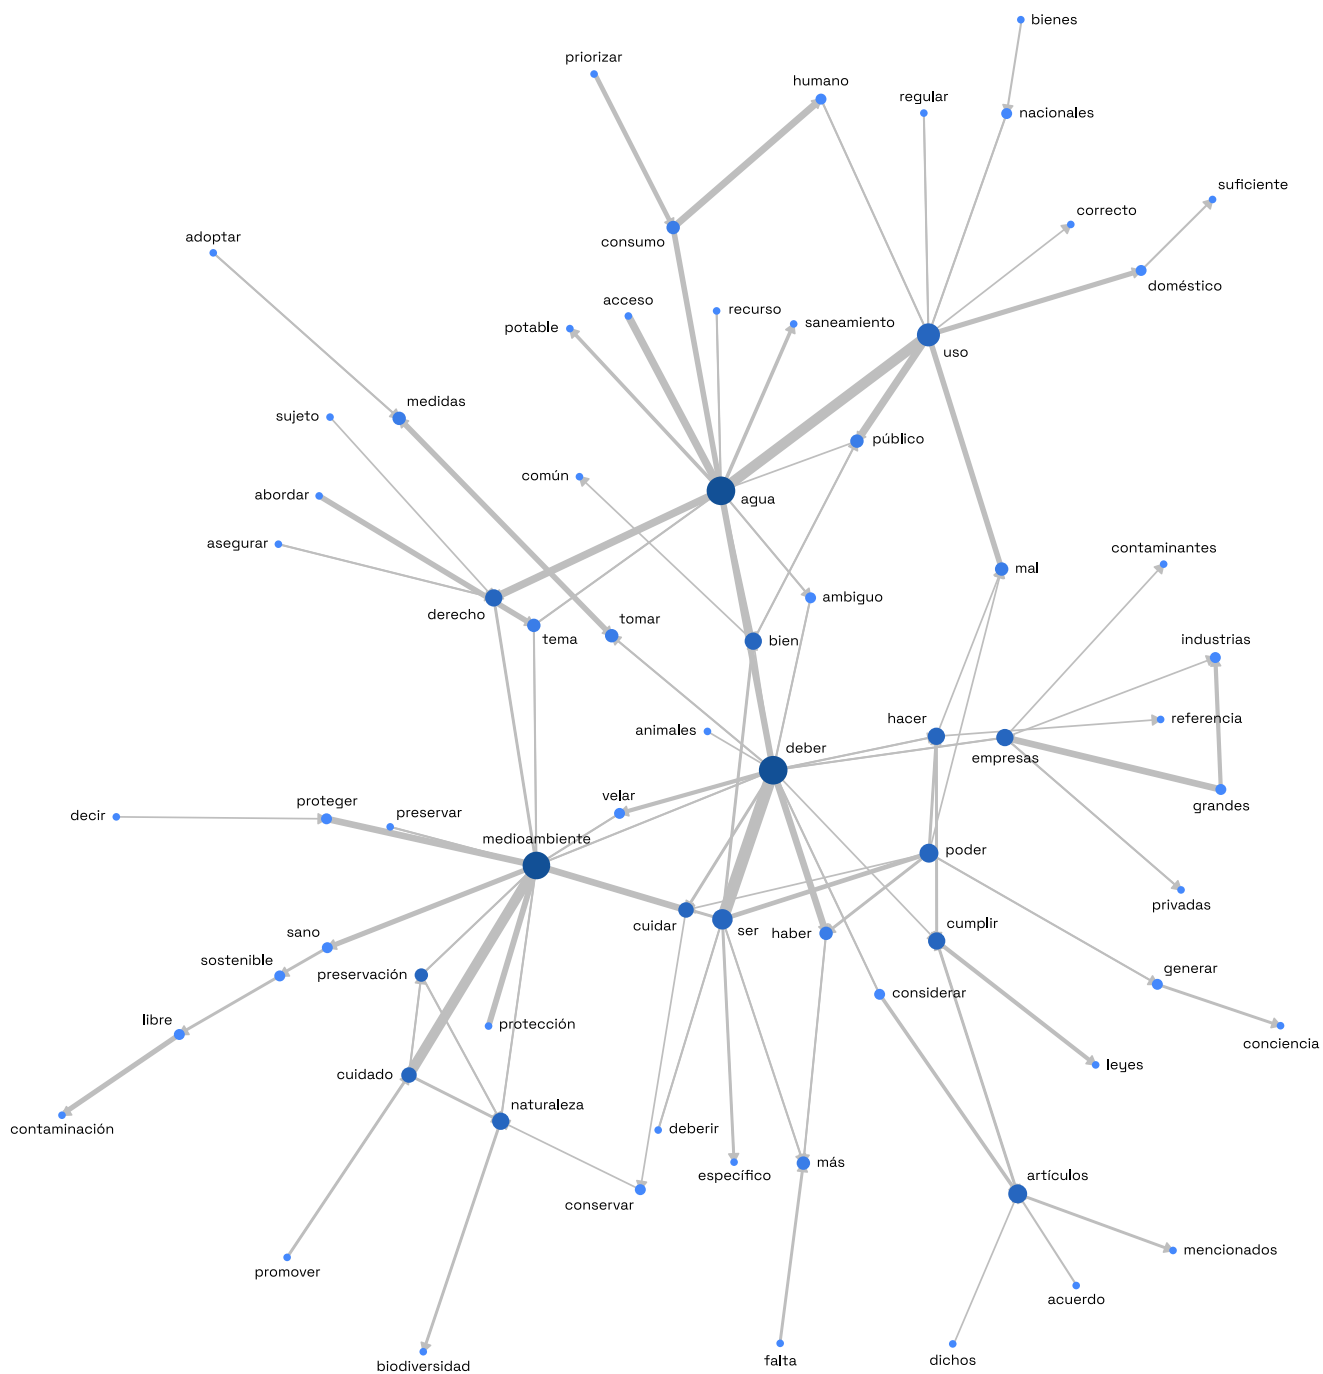 bienes
priorizar
humano
regular
nacionales
suficiente
correcto
adoptar
consumo
doméstico
acceso
recurso
saneamiento
potable
uso
medidas
sujeto
público
común
abordar
agua
asegurar
contaminantes
mal
ambiguo
derecho
tomar
tema
bien
industrias
hacer
referencia
animales
deber
empresas
velar
proteger
preservar
grandes
decir
medioambiente
poder
privadas
cuidar
ser
haber
cumplir
sano
sostenible
preservación
generar
considerar
libre
protección
conciencia
leyes
cuidado
naturaleza
contaminación
deberir
más
específico
artículos
conservar
mencionados
promover
acuerdo
falta
dichos
biodiversidad